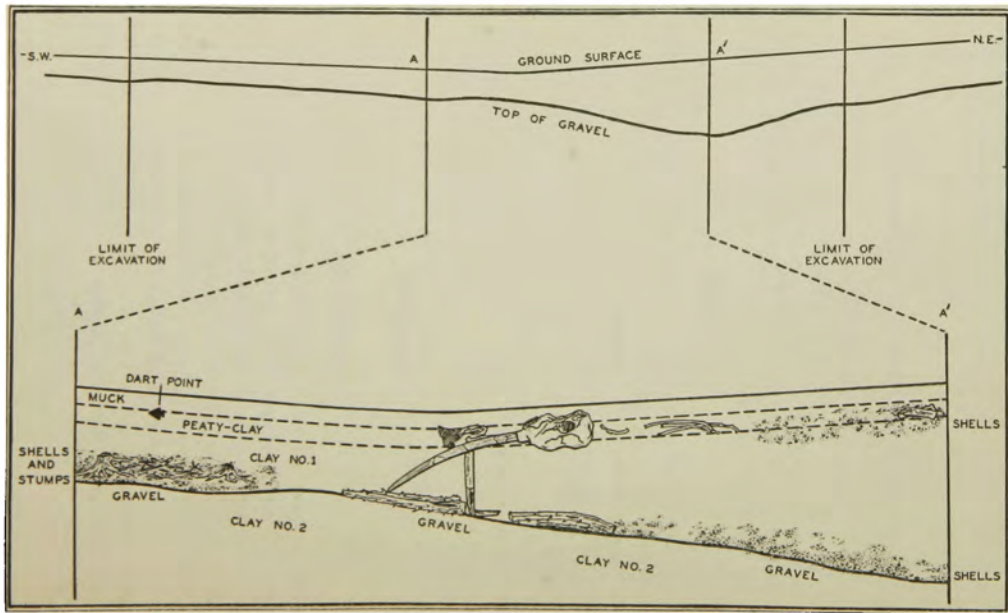 -S.W.-
A
GROUND SURFACE
A'
N.E.-
TOP OF GRAVEL
LIMIT OF
EXCAVATION
LIMIT OF
EXCAVATION
A
A'
DART POINT
MUCK
PEATY-CLAY
SHELLS
CLAY NO.1
SHELLS
AND
STUMPS
GRAVEL
CLAY NO. 2
GRAVEL
CLAY NO. 2
GRAVEL
SHELLS